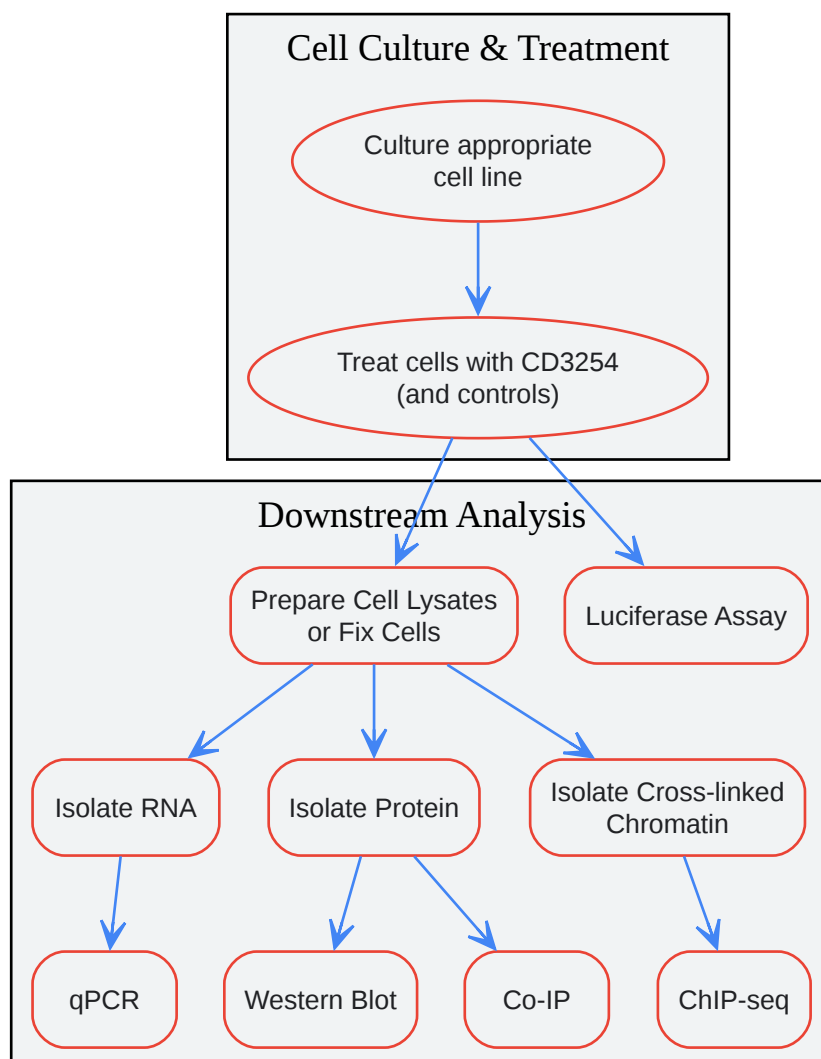 Cell Culture & Treatment
Culture appropriate
cell line
Treat cells with CD3254
(and controls)
Downstream Analysis
Prepare Cell Lysates
or Fix Cells
Luciferase Assay
Isolate RNA
Isolate Protein
Isolate Cross-linked
Chromatin
qPCR
Western Blot
Co-IP
ChIP-seq